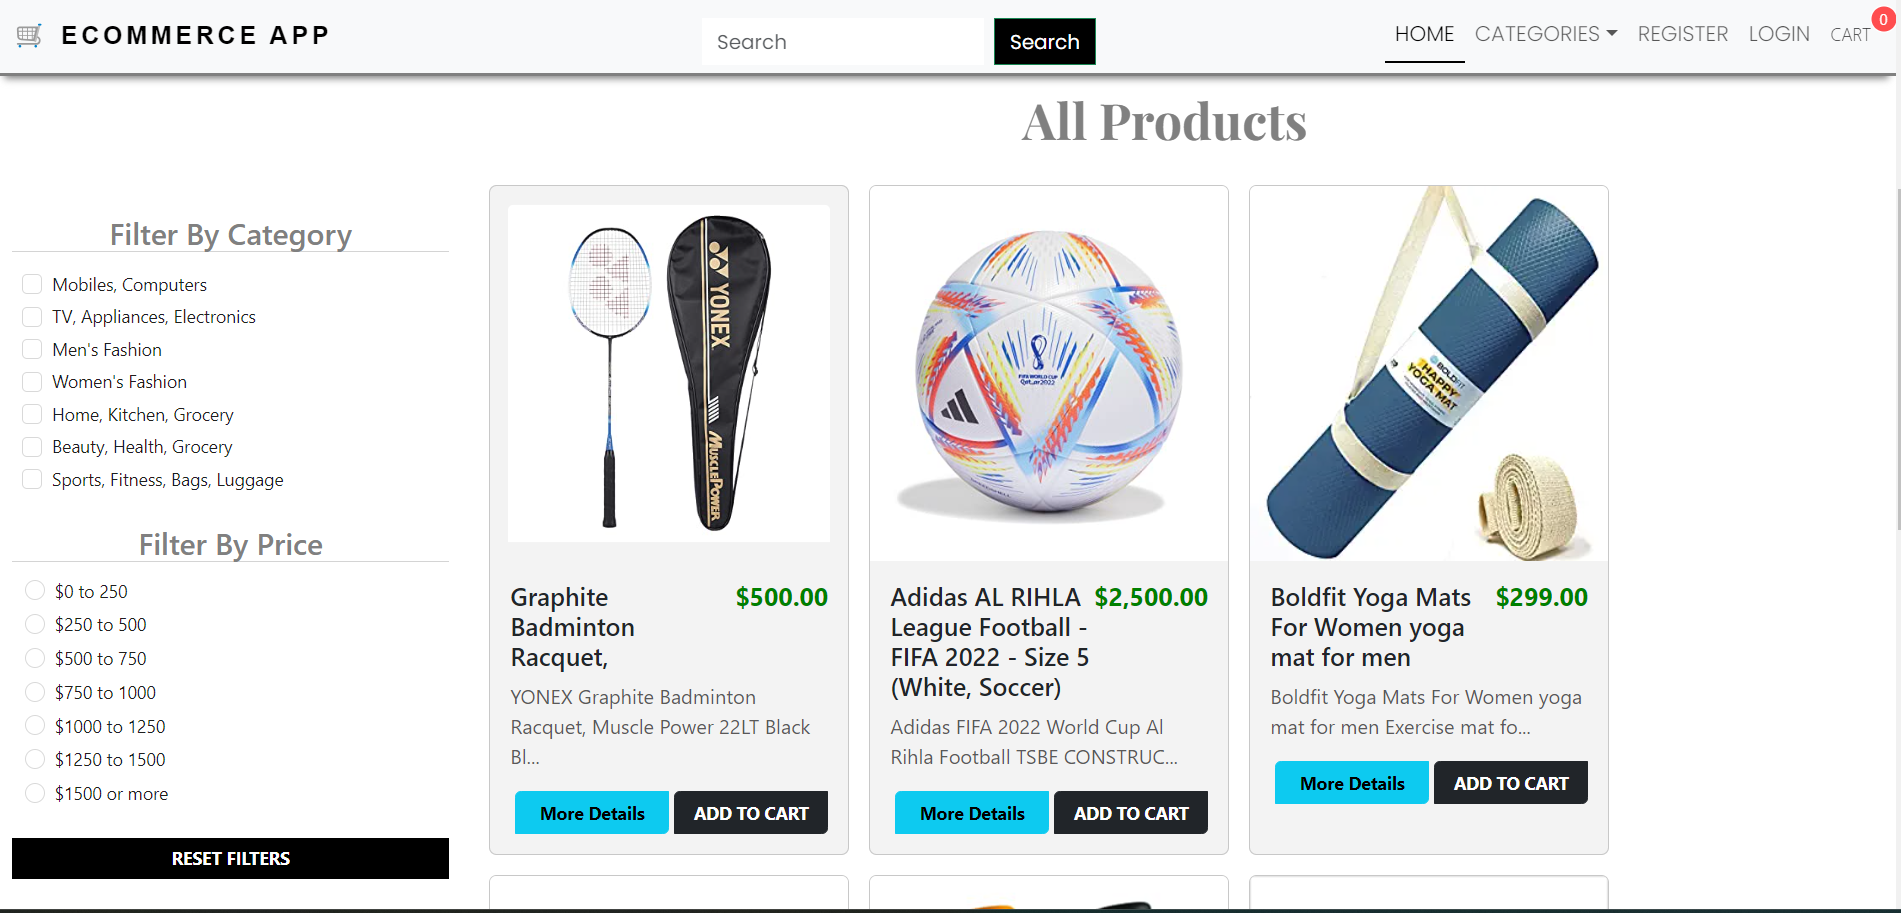 ECOMMERCE APP
Search
Search
HOME
CATEGORIES
REGISTER
LOGIN
CART
0
All Products
Filter By Category
Mobiles, Computers
TV, Appliances, Electronics
Men's Fashion
Women's Fashion
Home, Kitchen, Grocery
Beauty, Health, Grocery
Sports, Fitness, Bags, Luggage
Filter By Price
$0 to 250
$250 to 500
$500 to 750
$750 to 1000
$1000 to 1250
$1250 to 1500
$1500 or more
RESET FILTERS
YONEX
MUSCLEPOWER
Graphite
Badminton
Racquet,
$500.00
YONEX Graphite Badminton
Racquet, Muscle Power 22LT Black
Bl...
More Details
ADD TO CART
FIFA WORLD CUP
Qatar2022
Adidas AL RIHLA
League Football -
FIFA 2022 - Size 5
(White, Soccer)
$2,500.00
Adidas FIFA 2022 World Cup Al
Rihla Football TSBE CONSTRUC...
More Details
ADD TO CART
BOLDFIT
"HAPPY"
YOGA MAT
Boldfit Yoga Mats
For Women yoga
mat for men
$299.00
Boldfit Yoga Mats For Women yoga
mat for men Exercise mat fo...
More Details
ADD TO CART